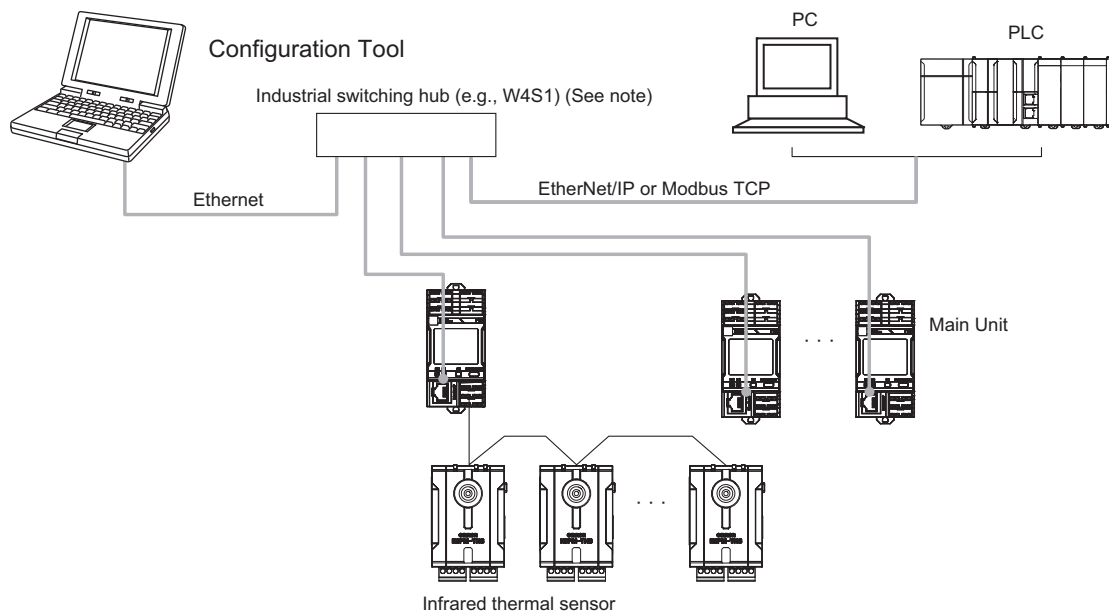 PC
PLC
Configuration Tool
Industrial switching hub (e.g., W4S1) (See note)
Ethernet
EtherNet/IP or Modbus TCP
Main Unit
. . .
. . .
Infrared thermal sensor